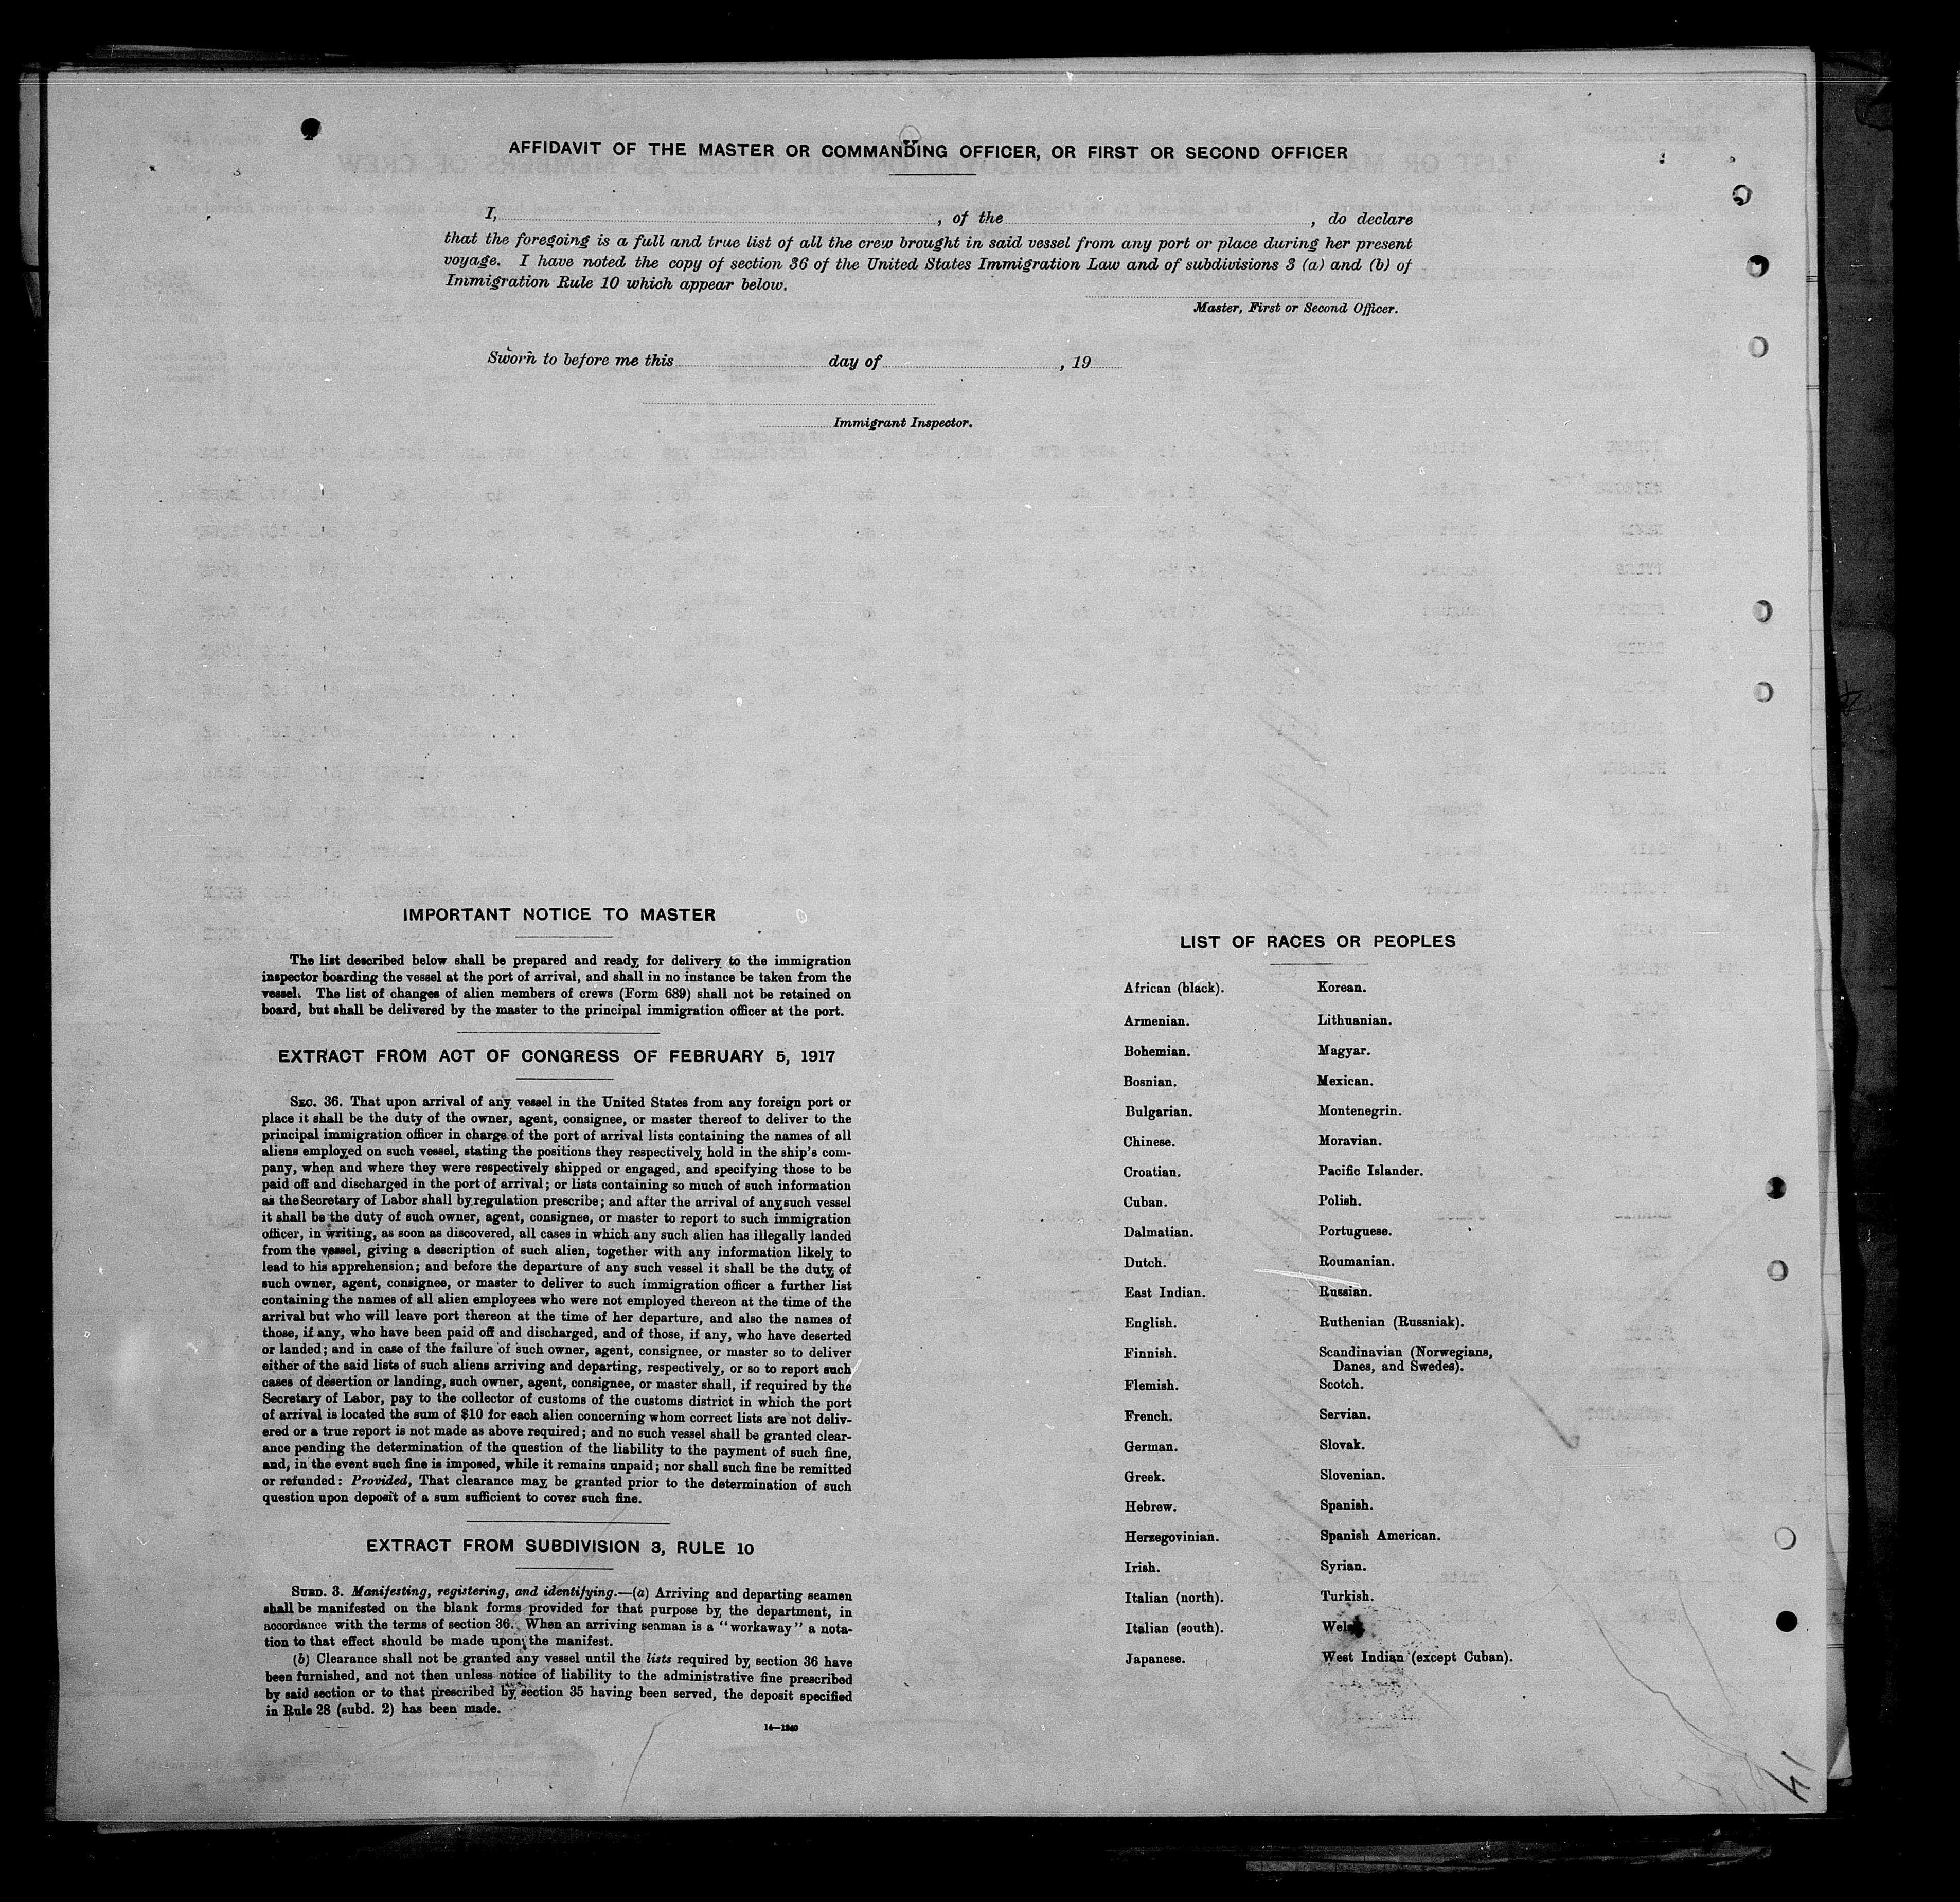 AFFIDAVIT OF THE MASTER OR COMMANDING OFFICER, OR FIRST OR SECOND OFFICER
I, , of the , do declare
that the foregoing is a full and true list of all the crew brought in said vessel from any port or place during her present
voyage. I have noted the copy of section 36 of the United States Immigration Law and of subdivisions 3 (a) and (b) of
Immigration Rule 10 which appear below.
Master, First or Second Officer.
Sworn to before me this day of , 19
Immigrant Inspector.
IMPORTANT NOTICE TO MASTER
The list described below shall be prepared and ready for delivery to the immigration
inspector boarding the vessel at the port of arrival, and shall in no instance be taken from the
vessel. The list of changes of alien members of crews (Form 689) shall not be retained on
board, but shall be delivered by the master to the principal immigration officer at the port.
EXTRACT FROM ACT OF CONGRESS OF FEBRUARY 5, 1917
SEC. 36. That upon arrival of any vessel in the United States from any foreign port or
place it shall be the duty of the owner, agent, consignee, or master thereof to deliver to the
principal immigration officer in charge of the port of arrival lists containing the names of all
aliens employed on such vessel, stating the positions they respectively hold in the ship's com-
pany, when and where they were respectively shipped or engaged, and specifying those to be
paid off and discharged in the port of arrival; or lists containing so much of such information
as the Secretary of Labor shall by regulation prescribe; and after the arrival of any such vessel
it shall be the duty of such owner, agent, consignee, or master to report to such immigration
officer, in writing, as soon as discovered, all cases in which any such alien has illegally landed
from the vessel, giving a description of such alien, together with any information likely to
lead to his apprehension; and before the departure of any such vessel it shall be the duty of
such owner, agent, consignee, or master to deliver to such immigration officer a further list
containing the names of all alien employees who were not employed thereon at the time of the
arrival but who will leave port thereon at the time of her departure, and also the names of
those, if any, who have been paid off and discharged, and of those, if any, who have deserted
or landed; and in case of the failure of such owner, agent, consignee, or master so to deliver
either of the said lists of such aliens arriving and departing, respectively, or so to report such
cases of desertion or landing, such owner, agent, consignee, or master shall, if required by the
Secretary of Labor, pay to the collector of customs of the customs district in which the port
of arrival is located the sum of $10 for each alien concerning whom correct lists are not deliv-
ered or a true report is not made as above required; and no such vessel shall be granted clear-
ance pending the determination of the question of the liability to the payment of such fine,
and, in the event such fine is imposed, while it remains unpaid; nor shall such fine be remitted
or refunded: Provided, That clearance may be granted prior to the determination of such
question upon deposit of a sum sufficient to cover such fine.
EXTRACT FROM SUBDIVISION 3, RULE 10
SUBD. 3. Manifesting, registering, and identifying.—(a) Arriving and departing seamen
shall be manifested on the blank forms provided for that purpose by the department, in
accordance with the terms of section 36. When an arriving seaman is a "workaway" a nota-
tion to that effect should be made upon the manifest.
(b) Clearance shall not be granted any vessel until the lists required by section 36 have
been furnished, and not then unless notice of liability to the administrative fine prescribed
by said section or to that prescribed by section 35 having been served, the deposit specified
in Rule 28 (subd. 2) has been made.
14—1240
LIST OF RACES OR PEOPLES
African (black).
Armenian.
Bohemian.
Bosnian.
Bulgarian.
Chinese.
Croatian.
Cuban.
Dalmatian.
Dutch.
East Indian.
English.
Finnish.
Flemish.
French.
German.
Greek.
Hebrew.
Herzegovinian.
Irish.
Italian (north).
Italian (south).
Japanese.
Korean.
Lithuanian.
Magyar.
Mexican.
Montenegrin.
Moravian.
Pacific Islander.
Polish.
Portuguese.
Roumanian.
Russian.
Ruthenian (Russniak).
Scandinavian (Norwegians,
Danes, and Swedes).
Scotch.
Servian.
Slovak.
Slovenian.
Spanish.
Spanish American.
Syrian.
Turkish.
Welsh.
West Indian (except Cuban).
14